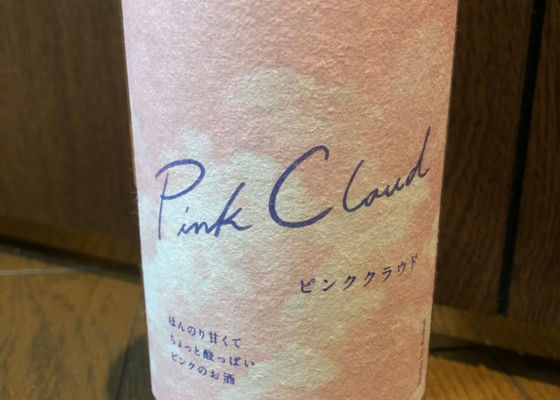 Pink Cloud
ピンククラウド
ほんのり甘くて
ちょっと酸っぱい
ピンクのお酒